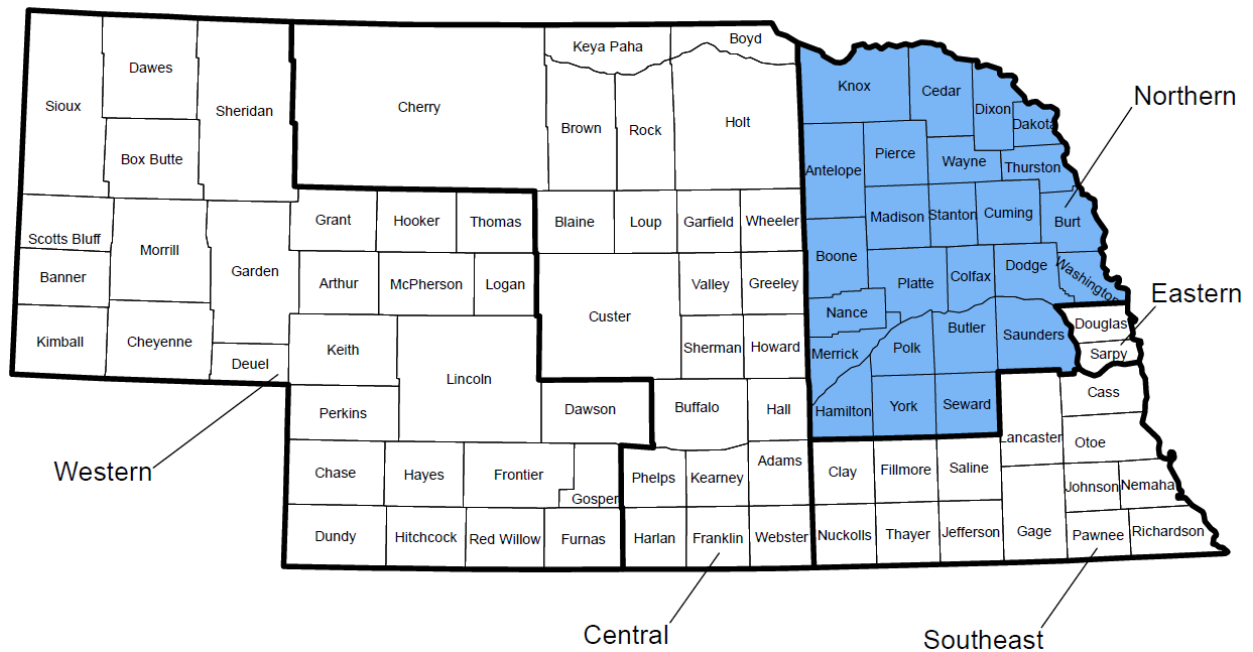 Boyd
Keya Paha
Knox
Dawes
Cedar
Northern
Sioux
Sheridan
Cherry
Dixon
Holt
Brown
Rock
Dakota
Pierce
Box Butte
Wayne
Thurston
Antelope
Grant
Hooker
Thomas
Blaine
Loup
Garfield
Wheeler
Madison
Stanton
Cuming
Burt
Scotts Bluff
Morrill
Boone
Dodge
Washington
Banner
Garden
Arthur
McPherson
Logan
Valley
Greeley
Platte
Colfax
Eastern
Custer
Nance
Douglas
Kimball
Cheyenne
Keith
Sherman
Howard
Merrick
Polk
Butler
Saunders
Sarpy
Deuel
Lincoln
Perkins
Dawson
Buffalo
Hall
Hamilton
York
Seward
Cass
Lancaster
Otoe
Western
Chase
Hayes
Frontier
Gosper
Phelps
Kearney
Adams
Clay
Fillmore
Saline
Johnson
Nemaha
Dundy
Hitchcock
Red Willow
Furnas
Harlan
Franklin
Webster
Nuckolls
Thayer
Jefferson
Gage
Pawnee
Richardson
Central
Southeast